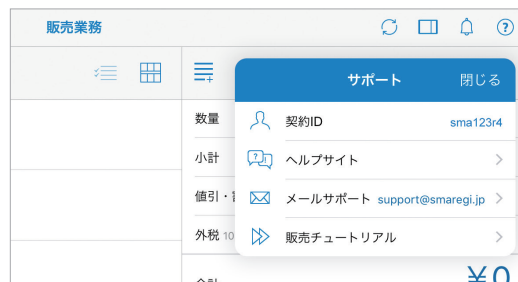 販売業務
サポート 閉じる
数量
契約ID sma123r4
小計
ヘルプサイト
値引・
メールサポート support@smaregi.jp
外税 10
販売チュートリアル
¥0